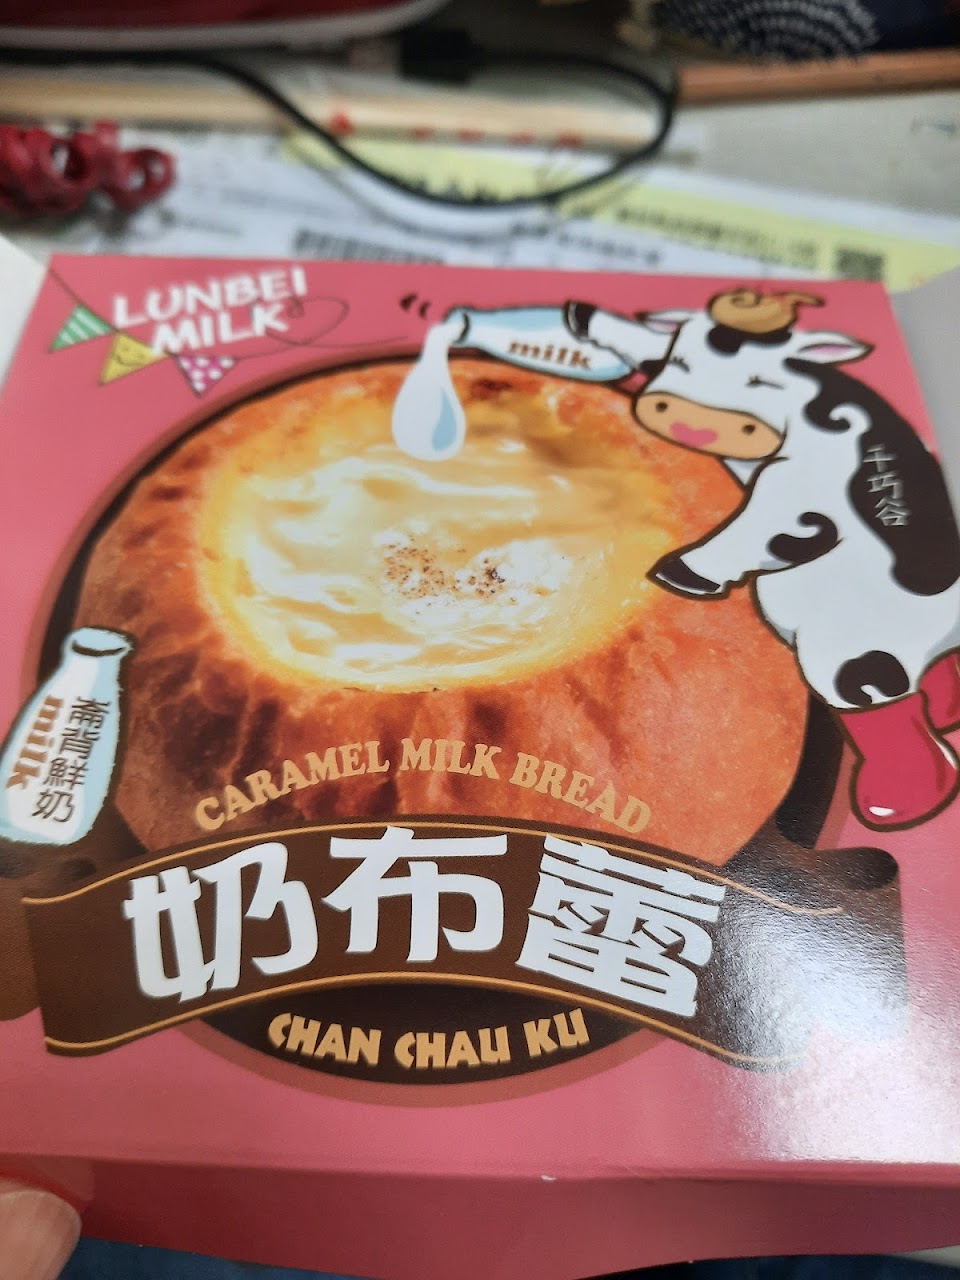 LUNBEI
MILK
milk
千巧谷
崙背鮮奶
milk
CARAMEL MILK BREAD
奶布蕾
CHAN CHAU KU